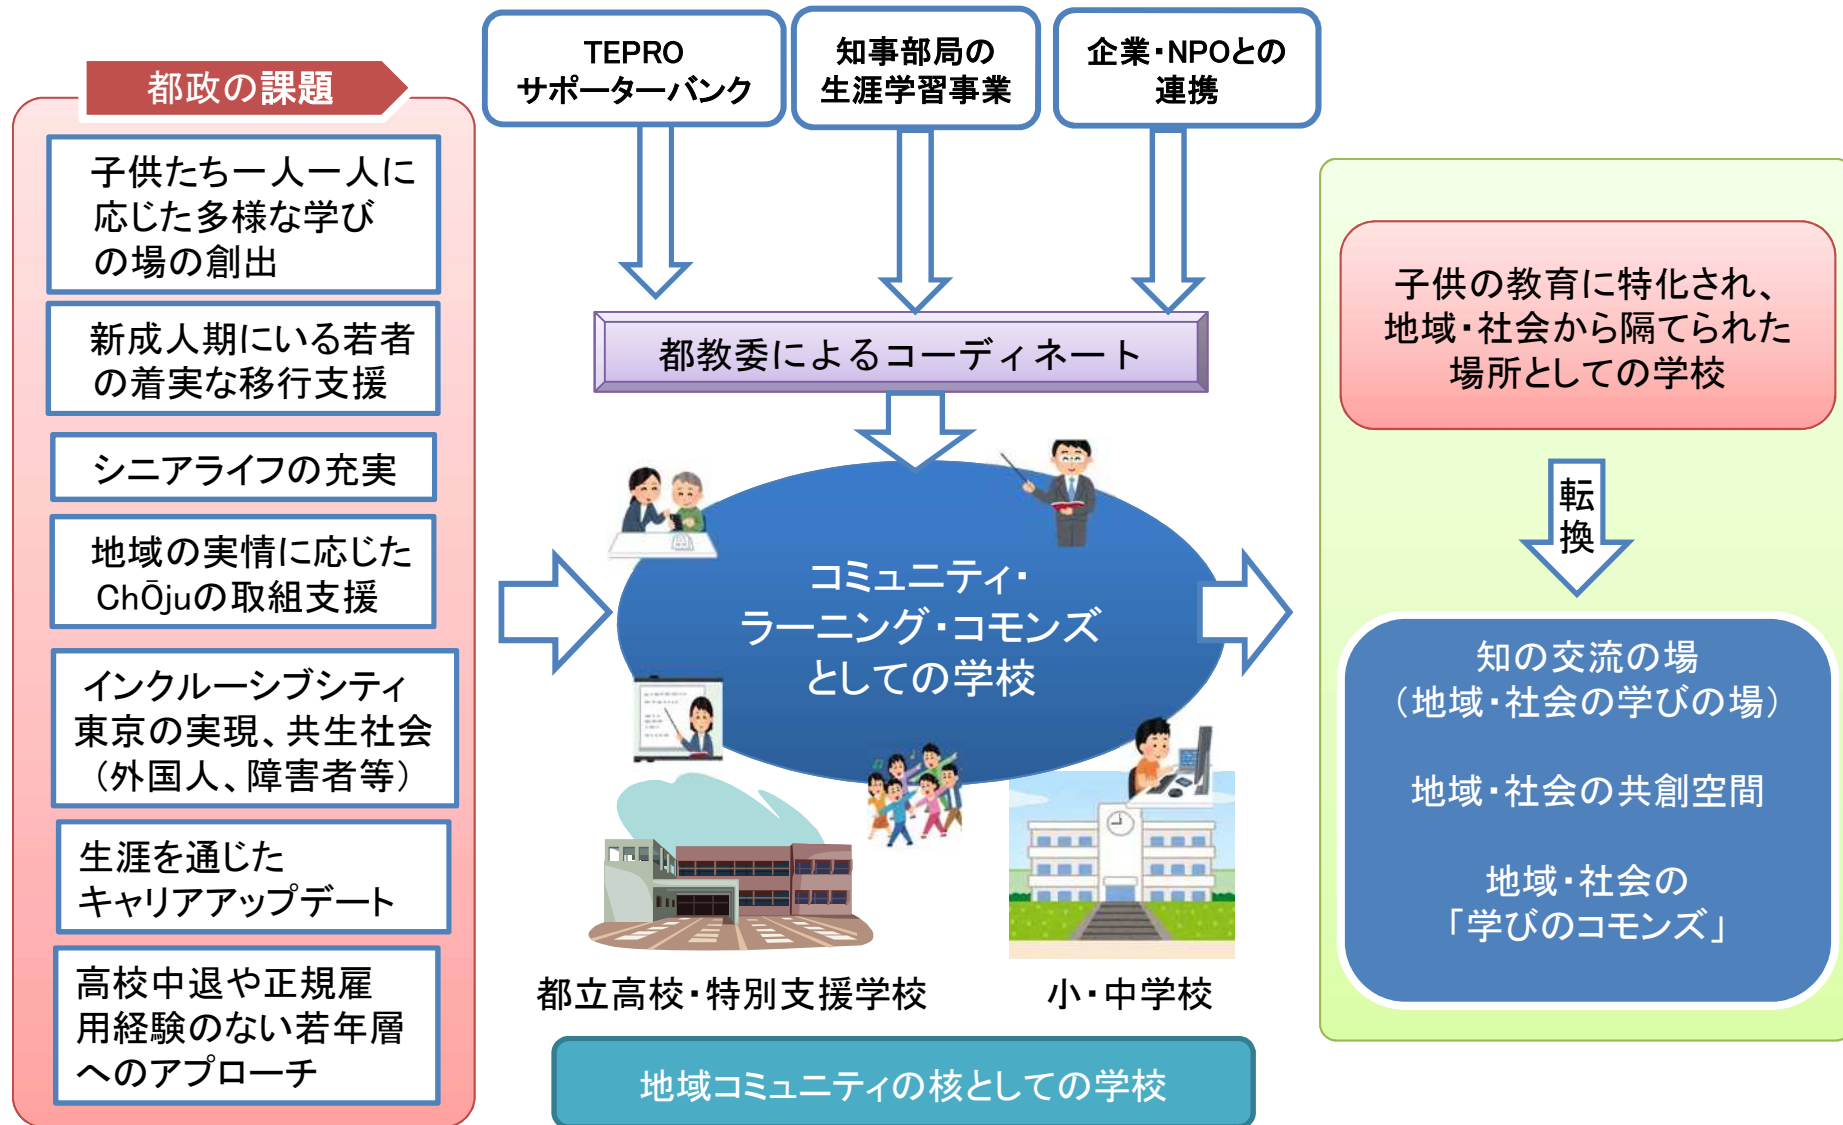 都政の課題
子供たち一人一人に
応じた多様な学び
の場の創出
新成人期にいる若者
の着実な移行支援
シニアライフの充実
地域の実情に応じた
ChŌjuの取組支援
インクルーシブシティ
東京の実現、共生社会
（外国人、障害者等）
生涯を通じた
キャリアアップデート
高校中退や正規雇
用経験のない若年層
へのアプローチ
TEPRO
サポーターバンク
知事部局の
生涯学習事業
企業・NPOとの
連携
都教委によるコーディネート
コミュニティ・
ラーニング・コモンズ
としての学校
都立高校・特別支援学校
小・中学校
地域コミュニティの核としての学校
子供の教育に特化され、
地域・社会から隔てられた
場所としての学校
転
換
知の交流の場
（地域・社会の学びの場）
地域・社会の共創空間
地域・社会の
「学びのコモンズ」